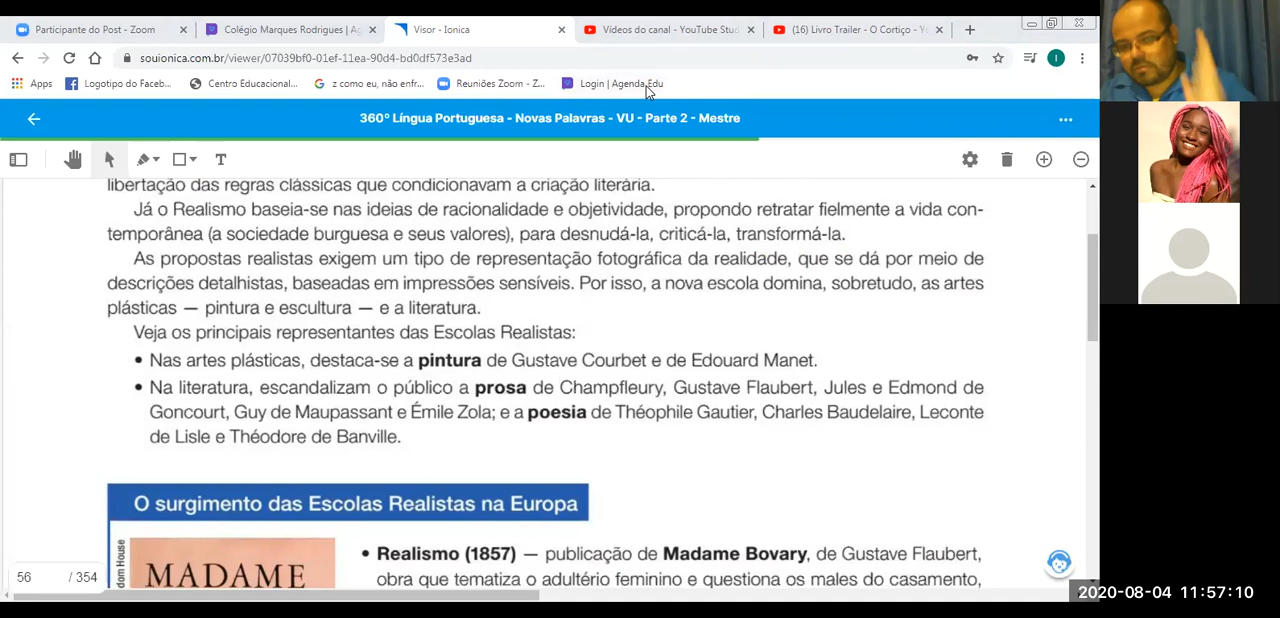 Participante do Post - Zoom
Colégio Marques Rodrigues | Ag
Visor - Ionica
Vídeos do canal - YouTube Stud
(16) Livro Trailer - O Cortiço - Y
souionica.com.br/viewer/07039bf0-01ef-11ea-90d4-bd0df573e3ad
Apps
Logotipo do Faceb...
Centro Educacional...
z como eu, não enfr...
Reuniões Zoom - Z...
Login | Agenda Edu
360º Língua Portuguesa - Novas Palavras - VU - Parte 2 - Mestre
libertação das regras clássicas que condicionavam a criação literária.
Já o Realismo baseia-se nas ideias de racionalidade e objetividade, propondo retratar fielmente a vida con-
temporânea (a sociedade burguesa e seus valores), para desnudá-la, criticá-la, transformá-la.
As propostas realistas exigem um tipo de representação fotográfica da realidade, que se dá por meio de
descrições detalhistas, baseadas em impressões sensíveis. Por isso, a nova escola domina, sobretudo, as artes
plásticas — pintura e escultura — e a literatura.
Veja os principais representantes das Escolas Realistas:
• Nas artes plásticas, destaca-se a pintura de Gustave Courbet e de Edouard Manet.
• Na literatura, escandalizam o público a prosa de Champfleury, Gustave Flaubert, Jules e Edmond de
Goncourt, Guy de Maupassant e Émile Zola; e a poesia de Théophile Gautier, Charles Baudelaire, Leconte
de Lisle e Théodore de Banville.
O surgimento das Escolas Realistas na Europa
dom House
MADAME
• Realismo (1857) — publicação de Madame Bovary, de Gustave Flaubert,
obra que tematiza o adultério feminino e questiona os males do casamento,
56 / 354
2020-08-04 11:57:10